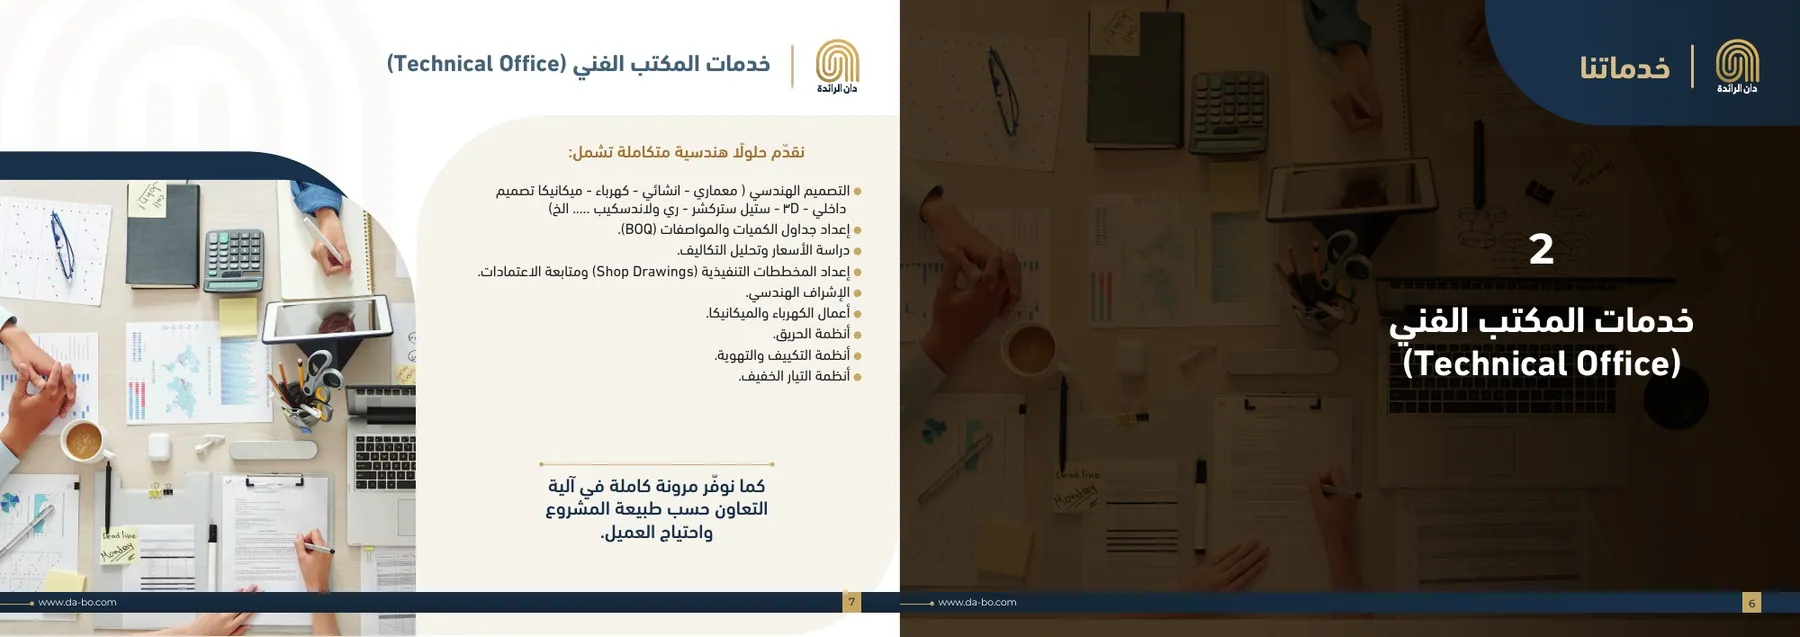 خدماتنا
دان الرائدة
2
خدمات المكتب الفني
(Technical Office)
www.da-bo.com
6
خدمات المكتب الفني (Technical Office)
دان الرائدة
نقدّم حلولًا هندسية متكاملة تشمل:
التصميم الهندسي ( معماري - انشائي - كهرباء - ميكانيكا تصميم
داخلي - ٣D - ستيل ستركشر - ري ولاندسكيب ..... الخ)
إعداد جداول الكميات والمواصفات (BOQ).
دراسة الأسعار وتحليل التكاليف.
إعداد المخططات التنفيذية (Shop Drawings) ومتابعة الاعتمادات.
الإشراف الهندسي.
أعمال الكهرباء والميكانيكا.
أنظمة الحريق.
أنظمة التكييف والتهوية.
أنظمة التيار الخفيف.
كما نوفّر مرونة كاملة في آلية
التعاون حسب طبيعة المشروع
واحتياج العميل.
Deadline
Monday
www.da-bo.com
7